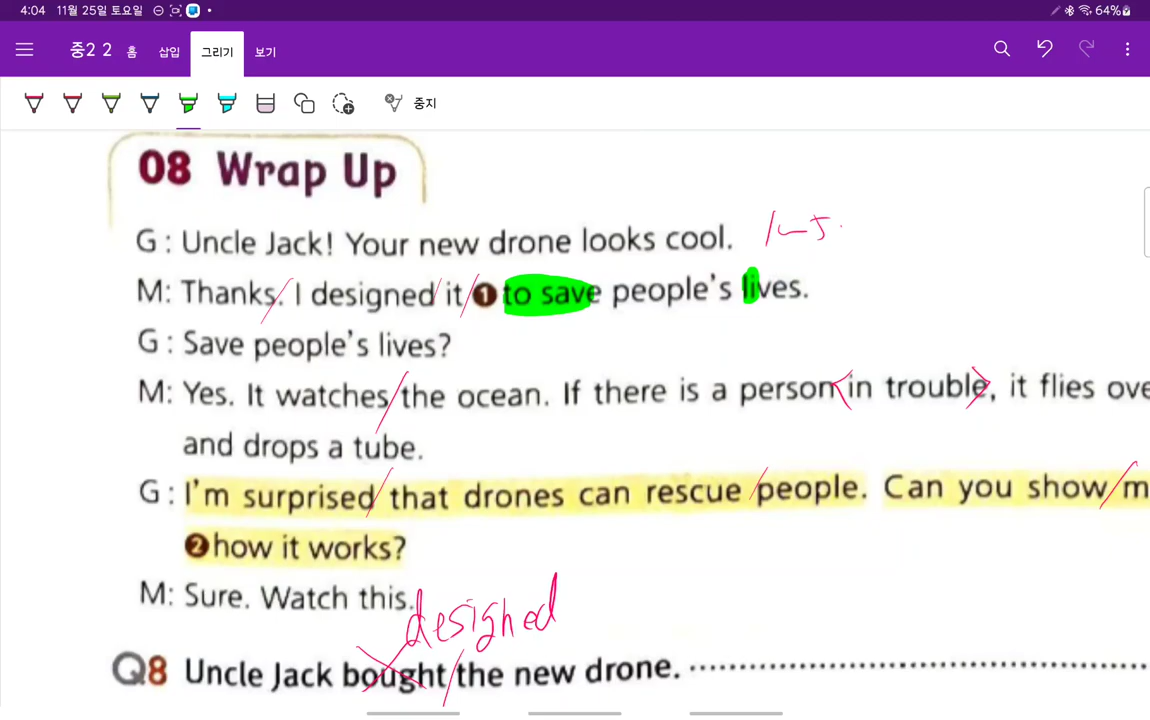 4:04 11월 25일 토요일 64%
중2 2 홈 삽입 그리기 보기
중지
08 Wrap Up
G : Uncle Jack! Your new drone looks cool.
M: Thanks. I designed it ❶ to save people's lives.
G : Save people's lives?
M: Yes. It watches the ocean. If there is a person in trouble, it flies ove
and drops a tube.
G : I'm surprised that drones can rescue people. Can you show m
❷ how it works?
M: Sure. Watch this.
designed
Q8 Uncle Jack bought the new drone.